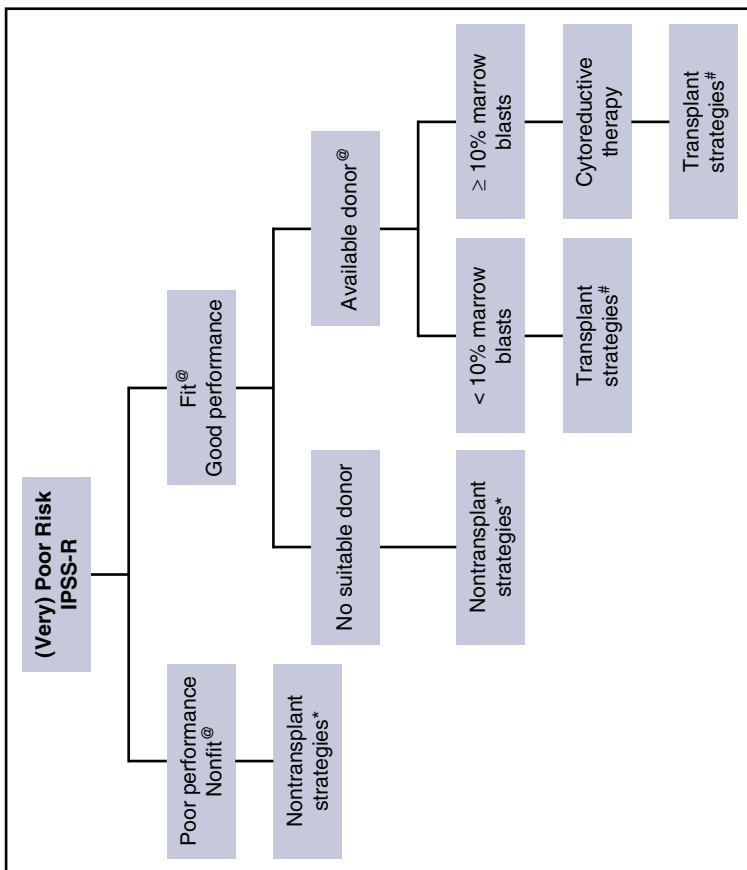 (Very) Poor Risk
IPSS-R
Poor performance
Nonfit@
Fit@
Good performance
Nontransplant
strategies*
No suitable donor
Available donor@
Nontransplant
strategies*
< 10% marrow
blasts
≥ 10% marrow
blasts
Transplant
strategies#
Cytoreductive
therapy
Transplant
strategies#